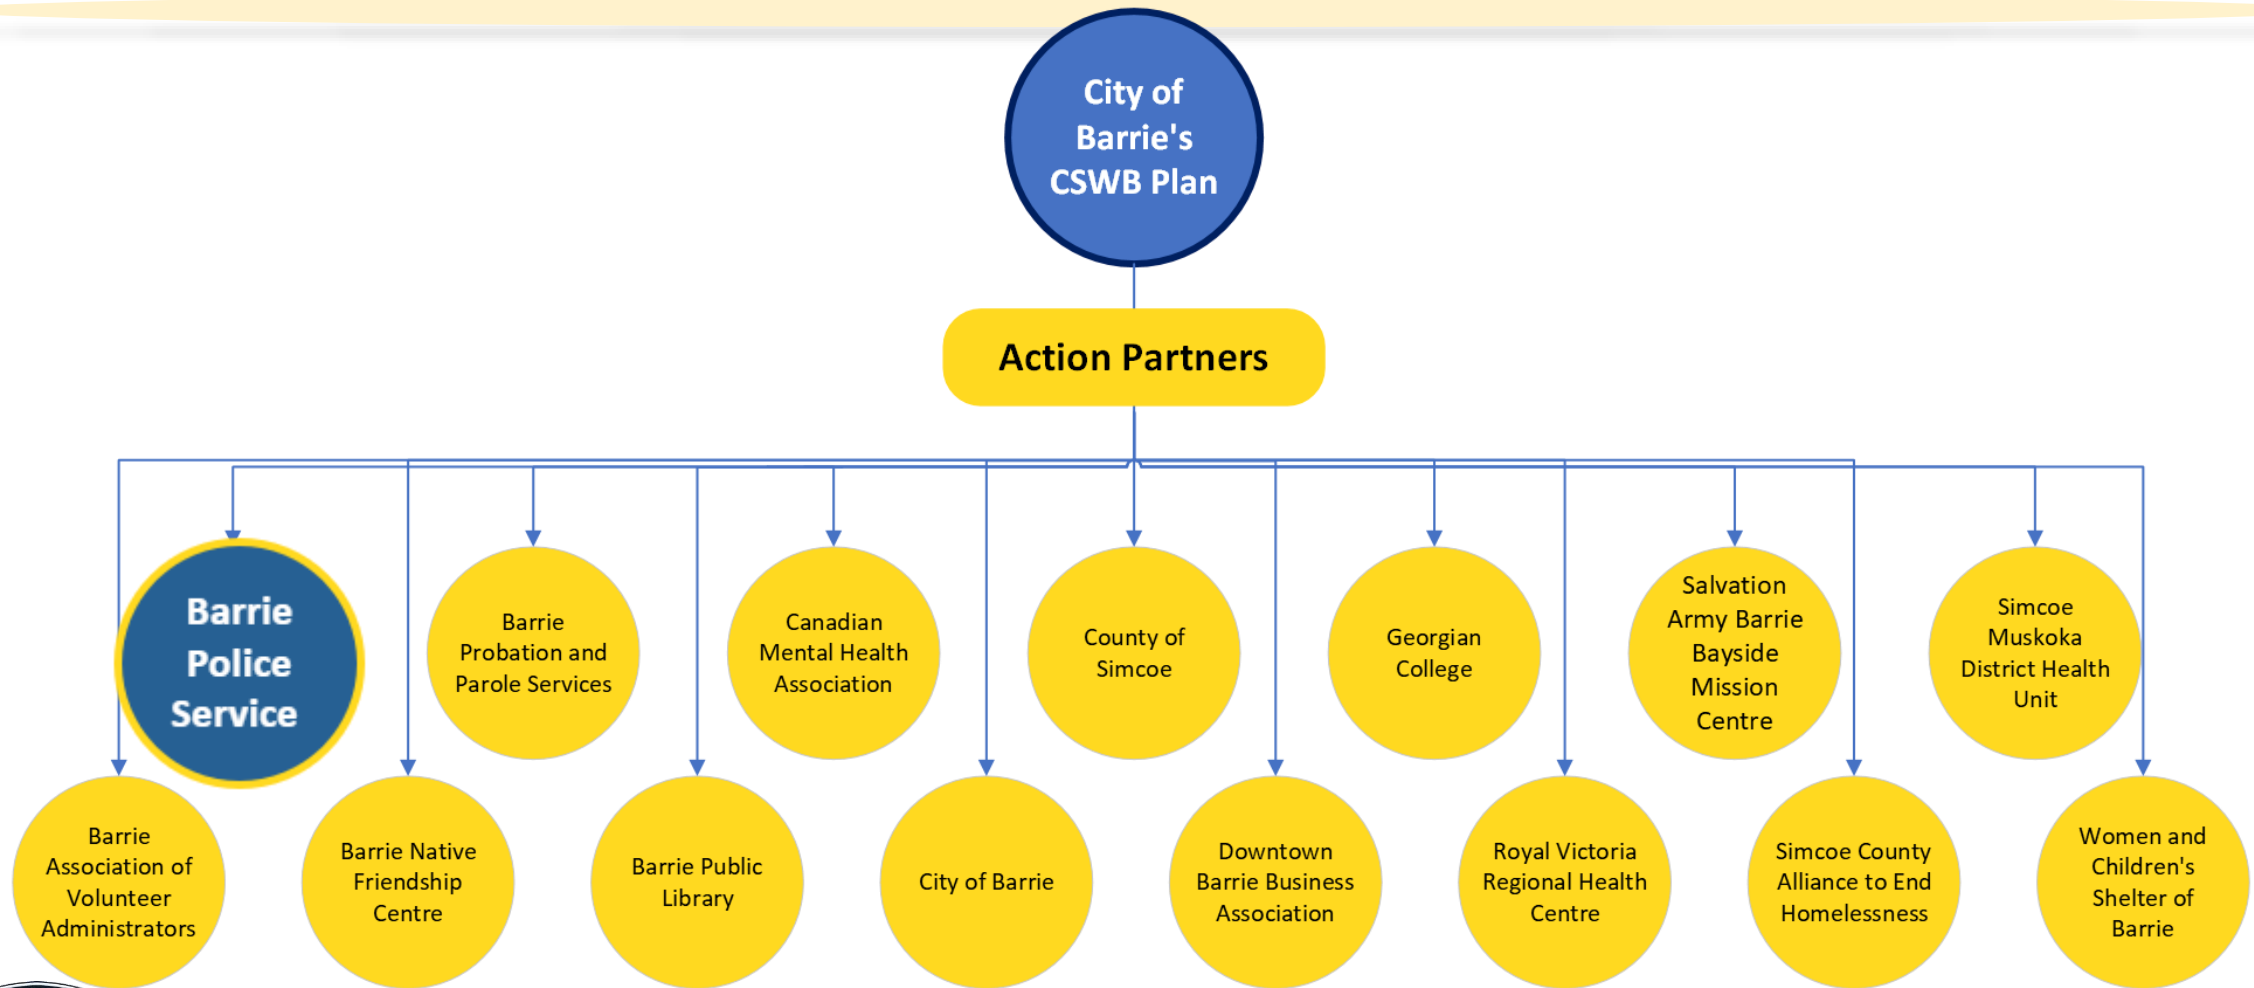 City of
Barrie's
CSWB Plan
Action Partners
Barrie
Police
Service
Barrie
Probation and
Parole Services
Canadian
Mental Health
Association
County of
Simcoe
Georgian
College
Salvation
Army Barrie
Bayside
Mission
Centre
Simcoe
Muskoka
District Health
Unit
Barrie
Association of
Volunteer
Administrators
Barrie Native
Friendship
Centre
Barrie Public
Library
City of Barrie
Downtown
Barrie Business
Association
Royal Victoria
Regional Health
Centre
Simcoe County
Alliance to End
Homelessness
Women and
Children's
Shelter of
Barrie